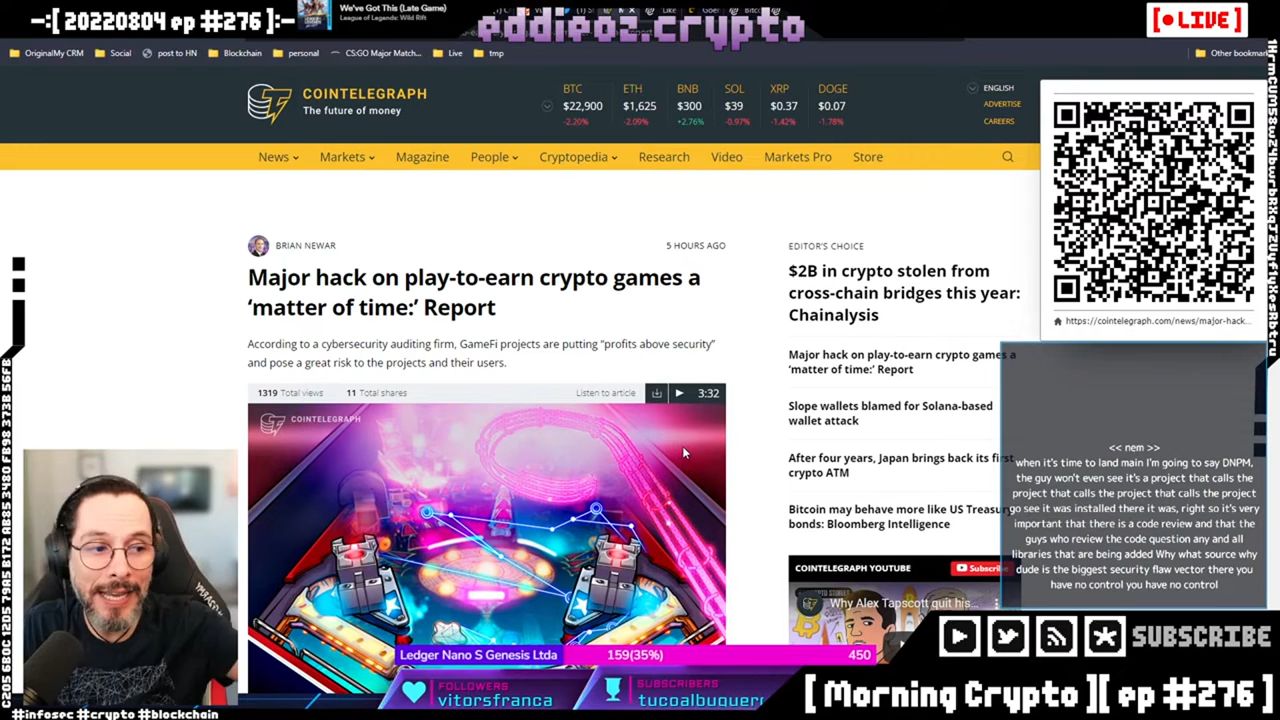 -:[ 20220804 ep #276 ]:-
We've Got This (Late Game)
League of Legends: Wild Rift
eddieoz.crypto
[● LIVE]
OriginalMy CRM
Social
post to HN
Blockchain
personal
CS:GO Major Match...
Live
tmp
Other bookmar
COINTELEGRAPH
The future of money
BTC ETH BNB SOL XRP DOGE
$22,900 $1,625 $300 $39 $0.37 $0.07
-2.20% -2.09% +2.76% -0.97% -1.42% -1.78%
ENGLISH
ADVERTISE
CAREERS
News Markets Magazine People Cryptopedia Research Video Markets Pro Store
BRIAN NEWAR
5 HOURS AGO
Major hack on play-to-earn crypto games a
‘matter of time:’ Report
According to a cybersecurity auditing firm, GameFi projects are putting “profits above security”
and pose a great risk to the projects and their users.
1319 Total views
11 Total shares
Listen to article
3:32
COINTELEGRAPH
EDITOR'S CHOICE
$2B in crypto stolen from
cross-chain bridges this year:
Chainalysis
Major hack on play-to-earn crypto games a
‘matter of time:’ Report
Slope wallets blamed for Solana-based
wallet attack
After four years, Japan brings back its first
crypto ATM
Bitcoin may behave more like US Treasury
bonds: Bloomberg Intelligence
COINTELEGRAPH YOUTUBE
Subscribe
Why Alex Tapscott quit his...
https://cointelegraph.com/news/major-hack...
<< nem >>
when it's time to land main I'm going to say DNPM,
the guy won't even see it's a project that calls the
project that calls the project that calls the project
go see it was installed there it was, right so it's very
important that there is a code review and that the
guys who review the code question any and all
libraries that are being added Why what source why
dude is the biggest security flaw vector there you
have no control you have no control
SUBSCRIBE
Ledger Nano S Genesis Ltda
159(35%)
450
FOLLOWERS
vitorsfranca
SUBSCRIBERS
tucoalbuquerq
[ Morning Crypto ][ ep #276 ]
#infosec #crypto #blockchain